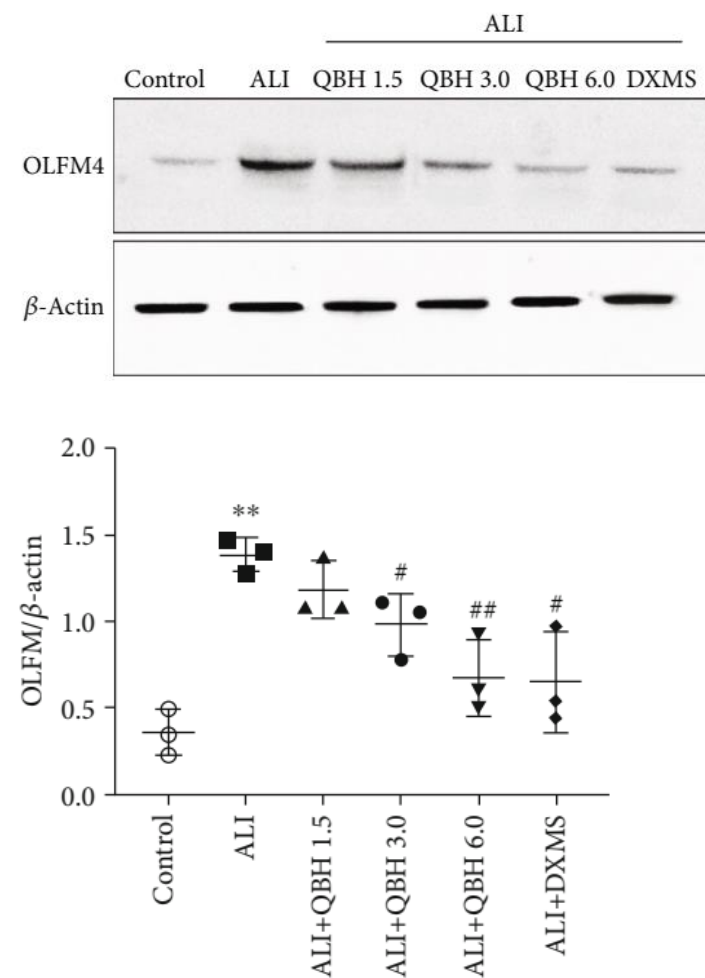 ALI
Control ALI QBH 1.5 QBH 3.0 QBH 6.0 DXMS
OLFM4
β-Actin
2.0
1.5
1.0
0.5
0.0
OLFM/β-actin
**
#
##
#
Control
ALI
ALI+QBH 1.5
ALI+QBH 3.0
ALI+QBH 6.0
ALI+DXMS